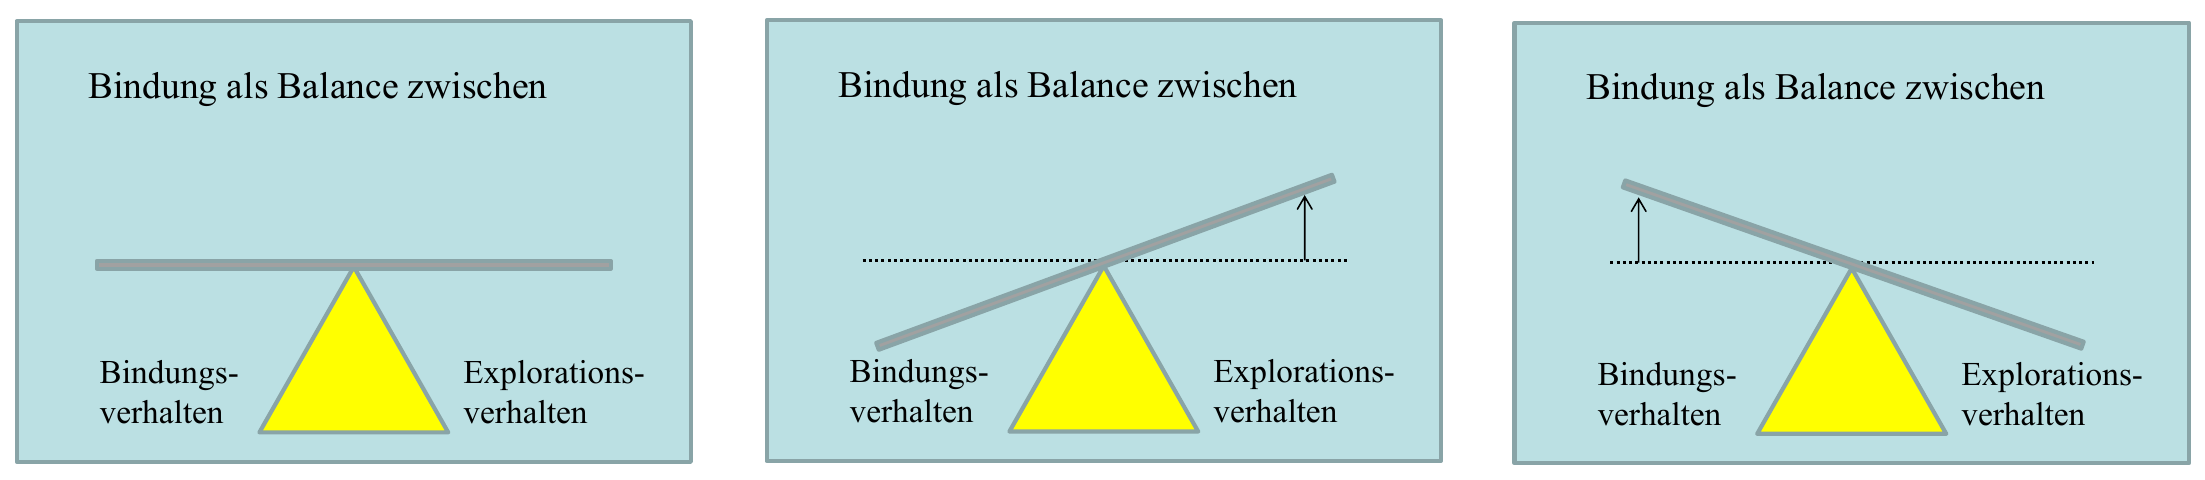 Bindung als Balance zwischen
Bindungs-
verhalten
Explorations-
verhalten
Bindung als Balance zwischen
Bindungs-
verhalten
Explorations-
verhalten
Bindung als Balance zwischen
Bindungs-
verhalten
Explorations-
verhalten